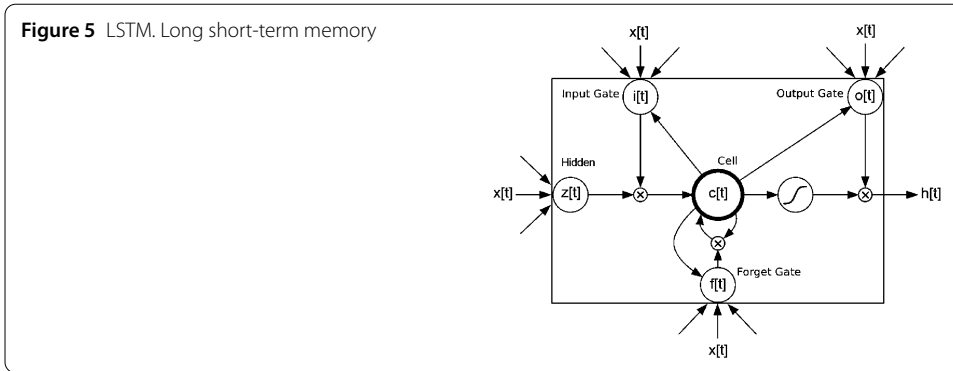 Figure 5 LSTM. Long short-term memory
x[t]
x[t]
Input Gate
i[t]
Output Gate
o[t]
Hidden
Cell
x[t]
z[t]
c[t]
h[t]
Forget Gate
f[t]
x[t]